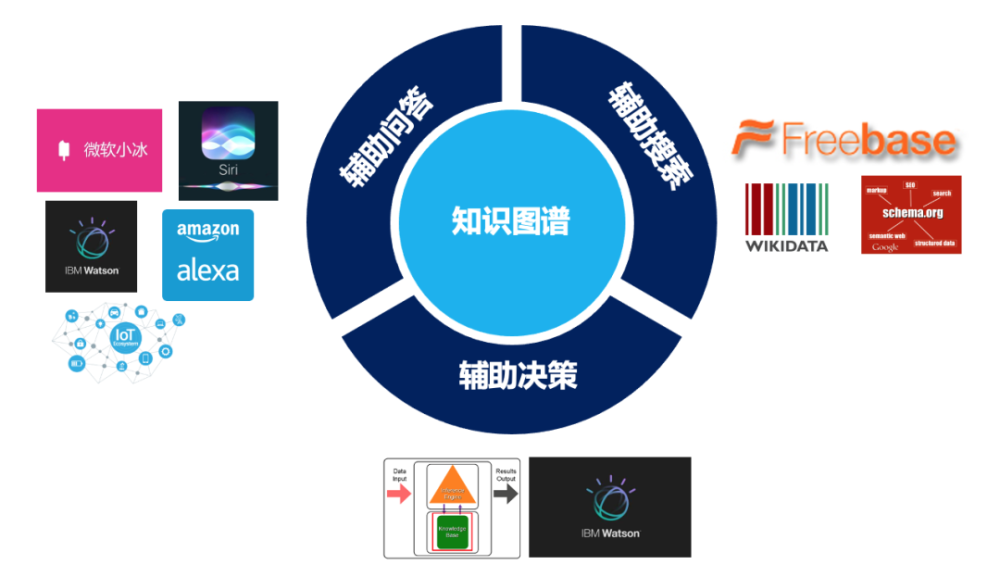 辅助问答
辅助搜索
知识图谱
辅助决策
微软小冰
Siri
IBM Watson
amazon
alexa
IoT
Ecosystem
Freebase
WIKIDATA
markup
SEO
search
schema.org
semantic web
Google
structured data
Data
Input
Inference
Engine
Knowledge
Base
Results
Output
IBM Watson